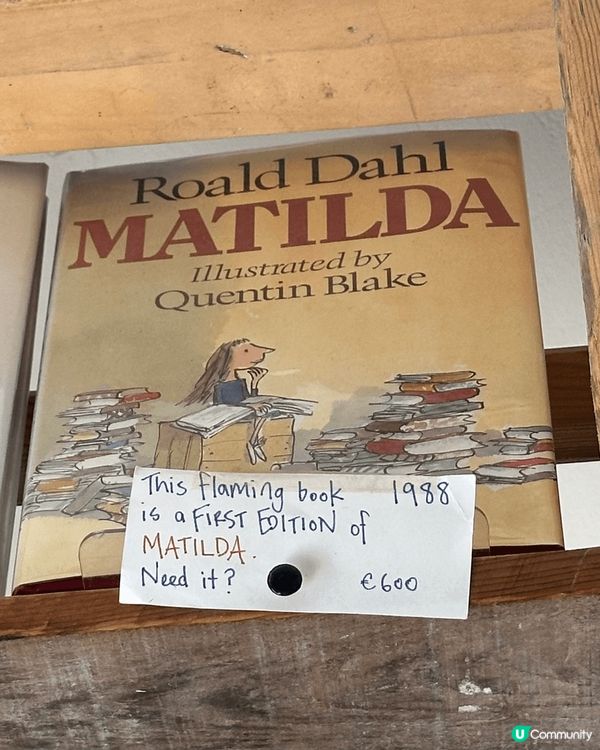 Roald Dahl
MATILDA
Illustrated by
Quentin Blake
This flaming book 1988
is a FIRST EDITION of
MATILDA.
Need it? €600
U Community